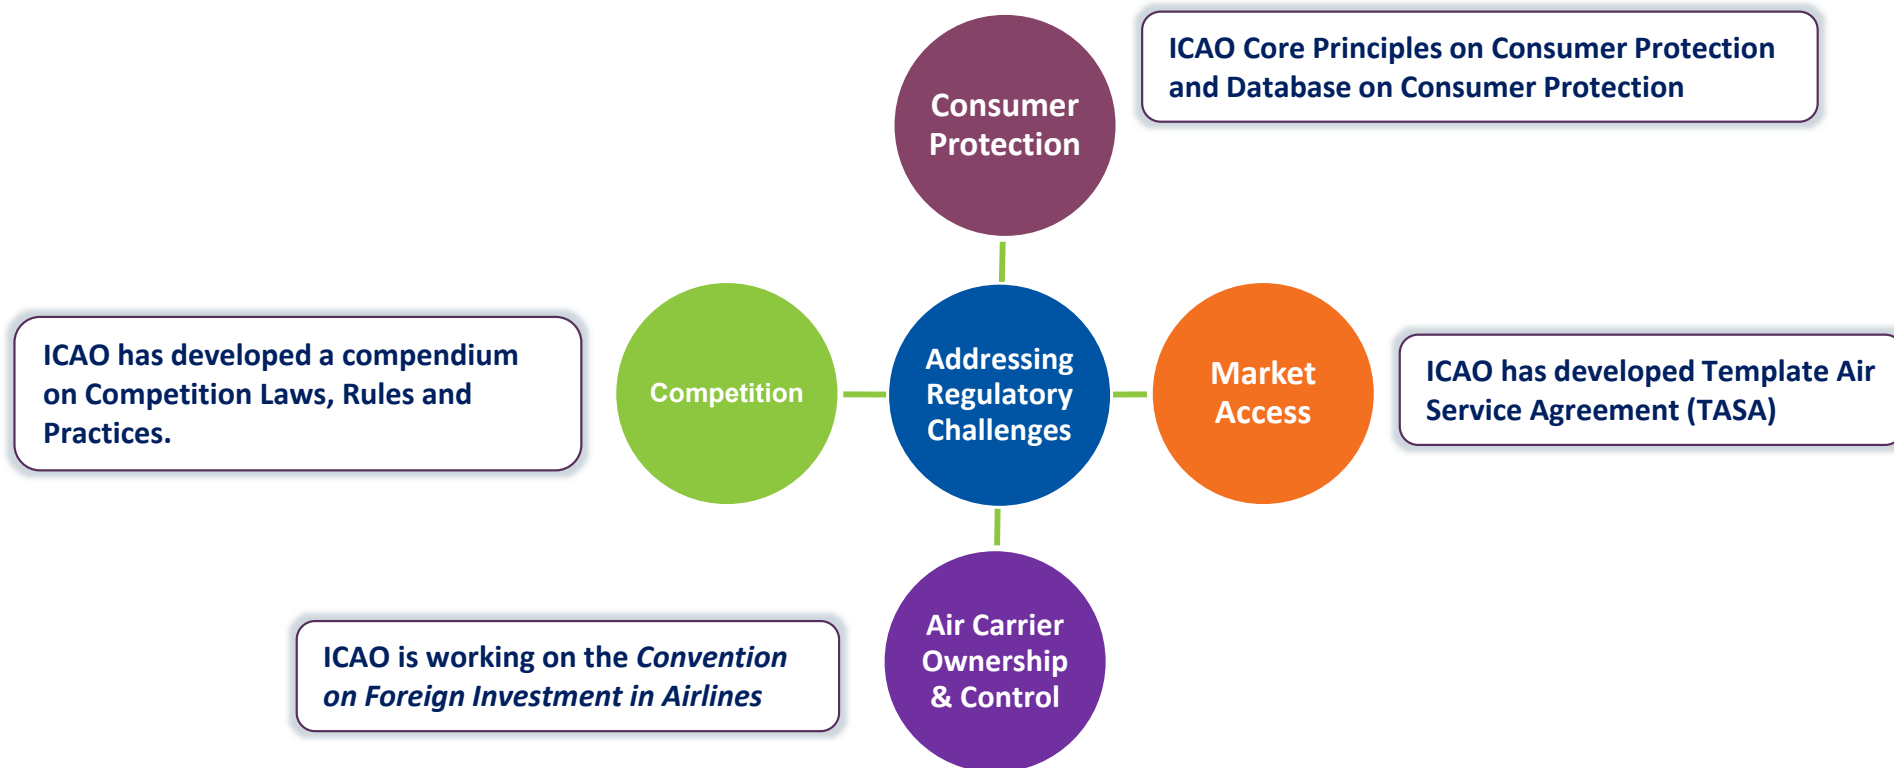 Consumer
Protection
ICAO Core Principles on Consumer Protection
and Database on Consumer Protection
ICAO has developed a compendium
on Competition Laws, Rules and
Practices.
Competition
Addressing
Regulatory
Challenges
Market
Access
ICAO has developed Template Air
Service Agreement (TASA)
ICAO is working on the Convention
on Foreign Investment in Airlines
Air Carrier
Ownership
& Control